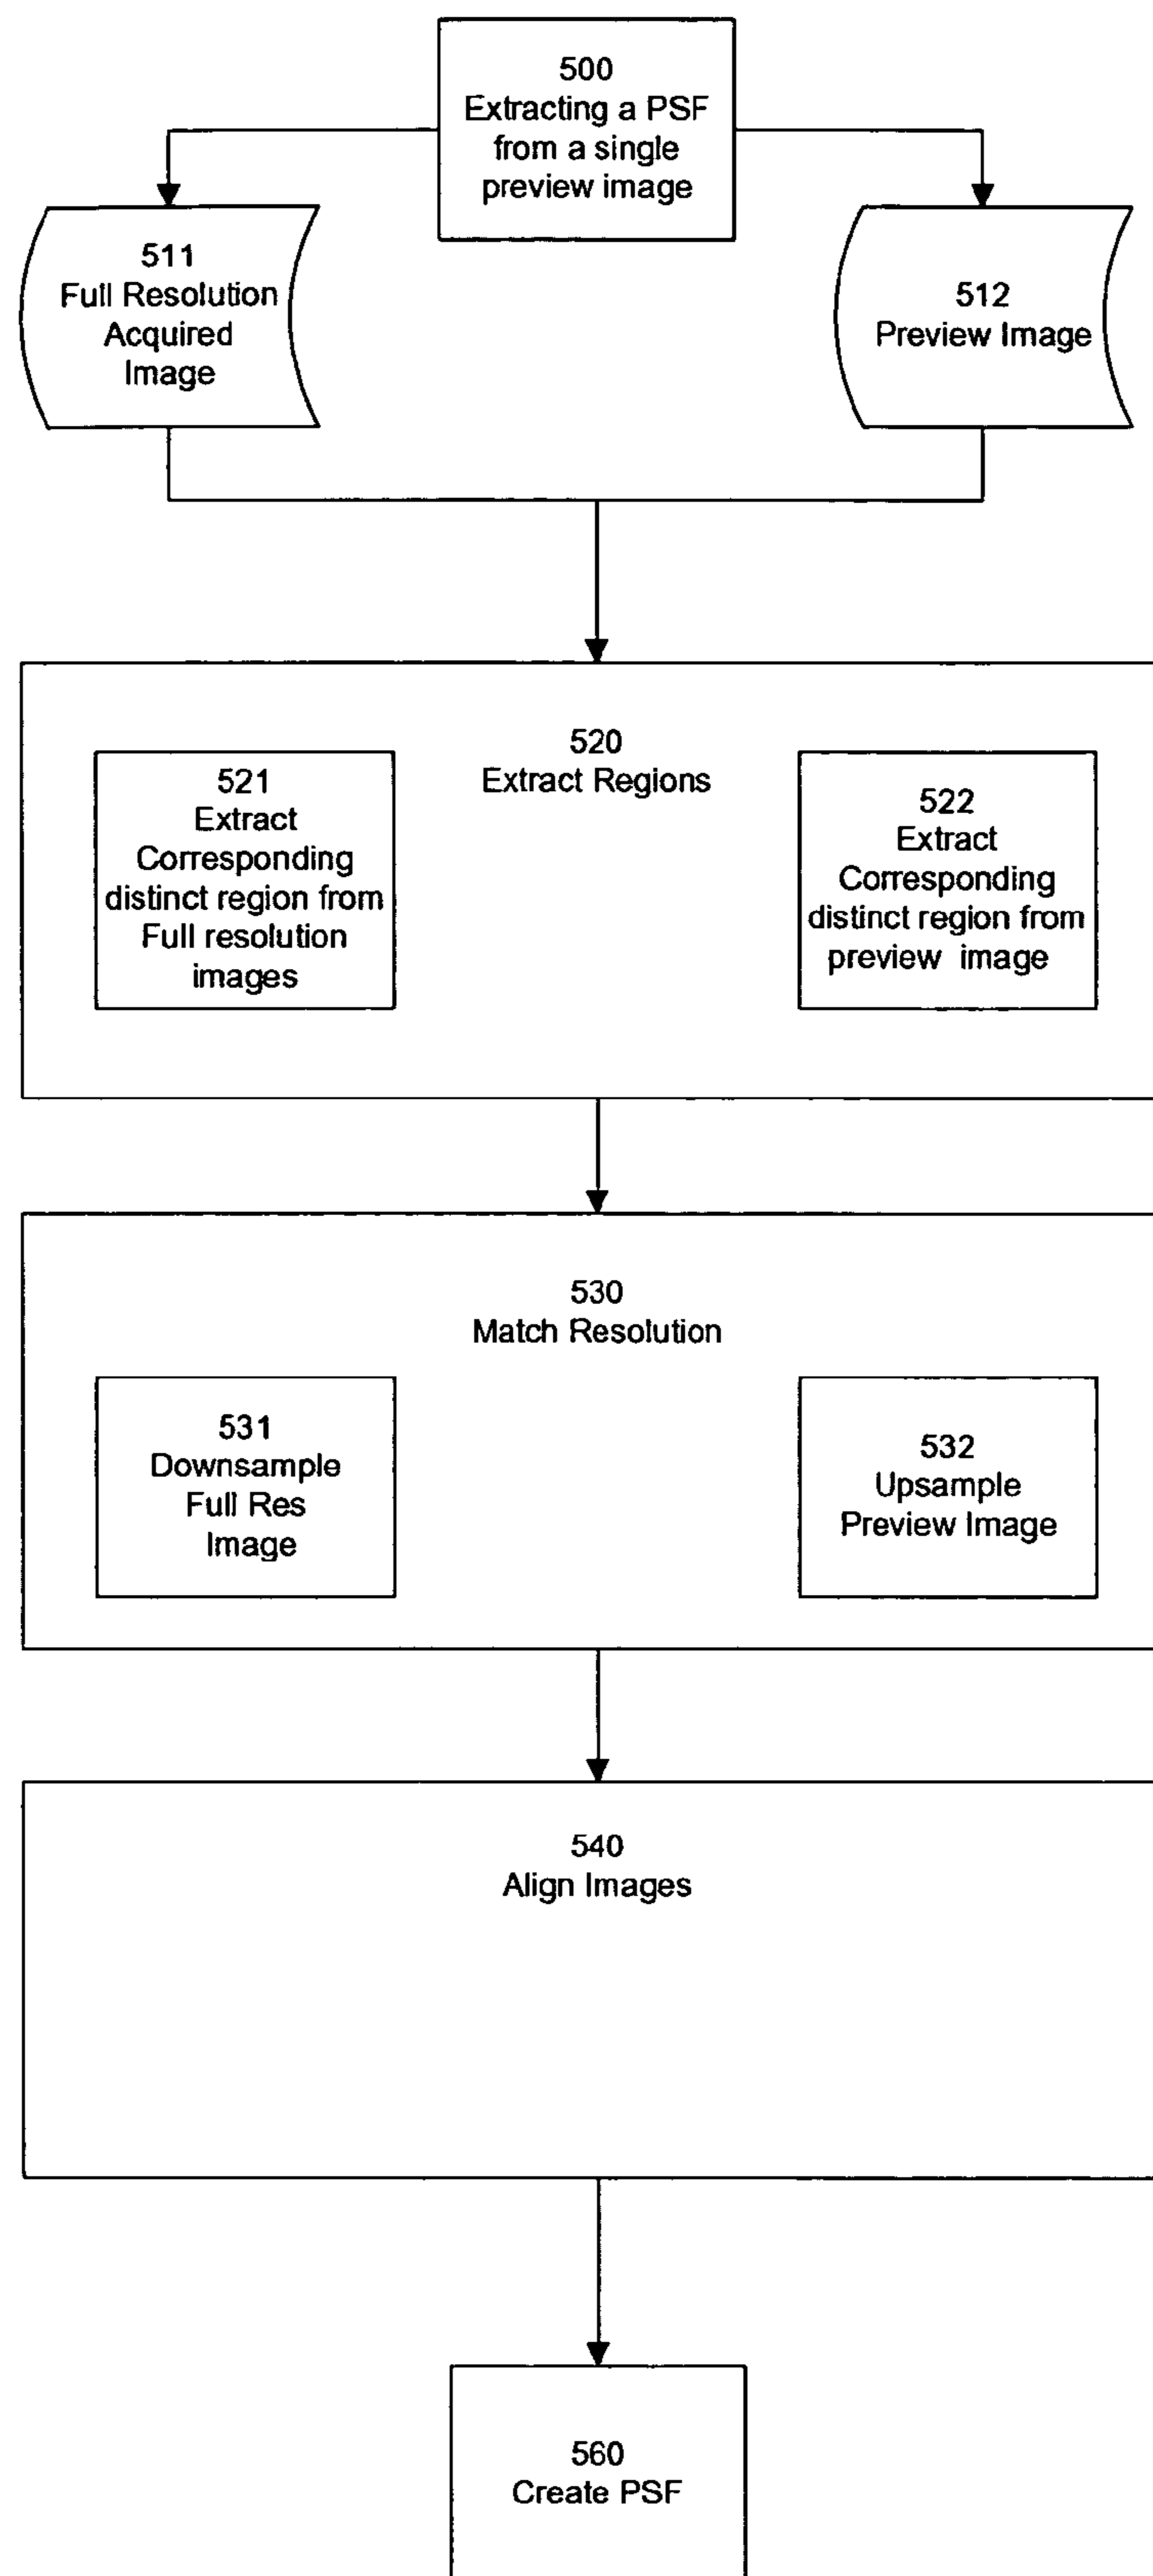 500
Extracting a PSF
from a single
preview image
511
Full Resolution
Acquired
Image
512
Preview Image
520
Extract Regions
521
Extract
Corresponding
distinct region from
Full resolution
images
522
Extract
Corresponding
distinct region from
preview image
530
Match Resolution
531
Downsample
Full Res
Image
532
Upsample
Preview Image
540
Align Images
560
Create PSF